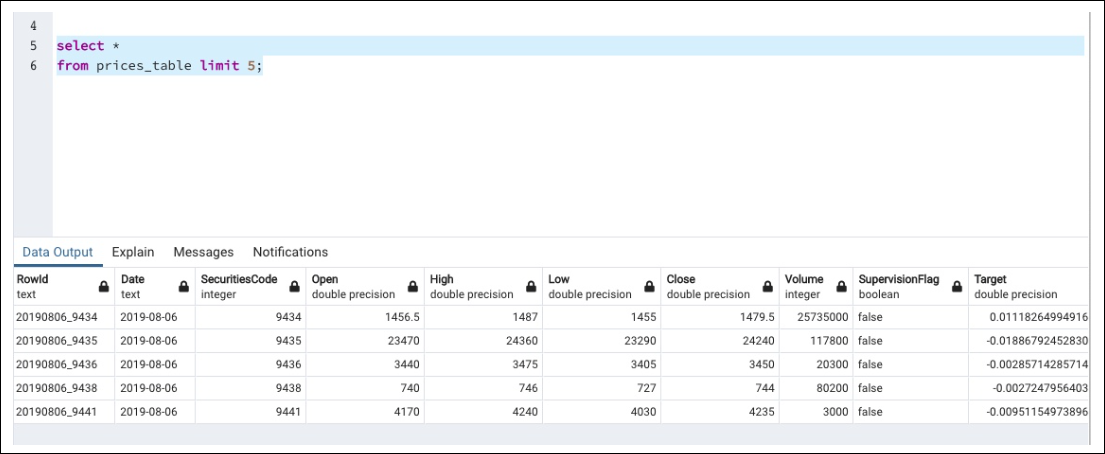 4
5 select *
6 from prices_table limit 5;
Data Output Explain Messages Notifications
RowId Date SecuritiesCode Open High Low Close Volume SupervisionFlag Target
text text integer double precision double precision double precision double precision integer boolean double precision
20190806_9434 2019-08-06 9434 1456.5 1487 1455 1479.5 25735000 false 0.01118264994916
20190806_9435 2019-08-06 9435 23470 24360 23290 24240 117800 false -0.01886792452830
20190806_9436 2019-08-06 9436 3440 3475 3405 3450 20300 false -0.00285714285714
20190806_9438 2019-08-06 9438 740 746 727 744 80200 false -0.0027247956403
20190806_9441 2019-08-06 9441 4170 4240 4030 4235 3000 false -0.00951154973896